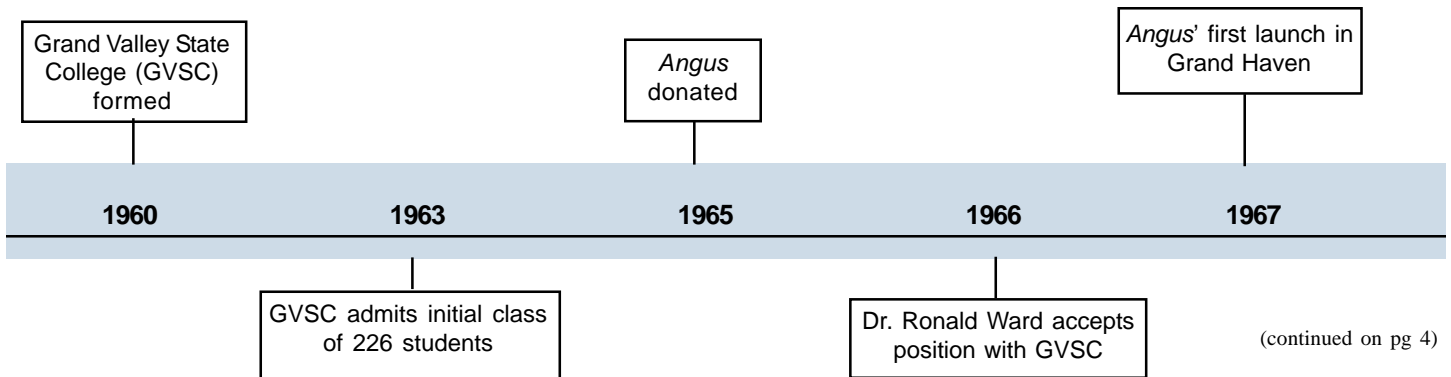 Grand Valley State
College (GVSC)
formed
Angus
donated
Angus' first launch in
Grand Haven
1960
1963
1965
1966
1967
GVSC admits initial class
of 226 students
Dr. Ronald Ward accepts
position with GVSC
(continued on pg 4)